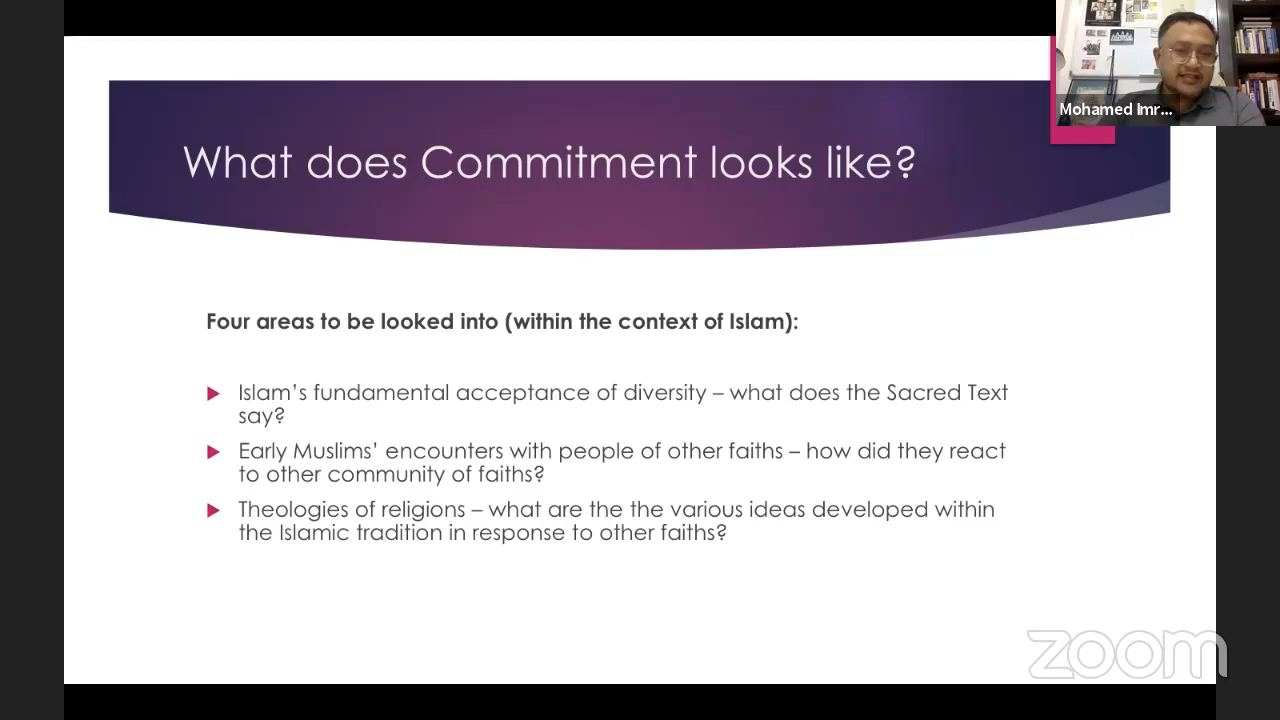 Mohamed Imr...
What does Commitment looks like?
Four areas to be looked into (within the context of Islam):
Islam's fundamental acceptance of diversity – what does the Sacred Text
say?
Early Muslims' encounters with people of other faiths – how did they react
to other community of faiths?
Theologies of religions – what are the the various ideas developed within
the Islamic tradition in response to other faiths?
zoom